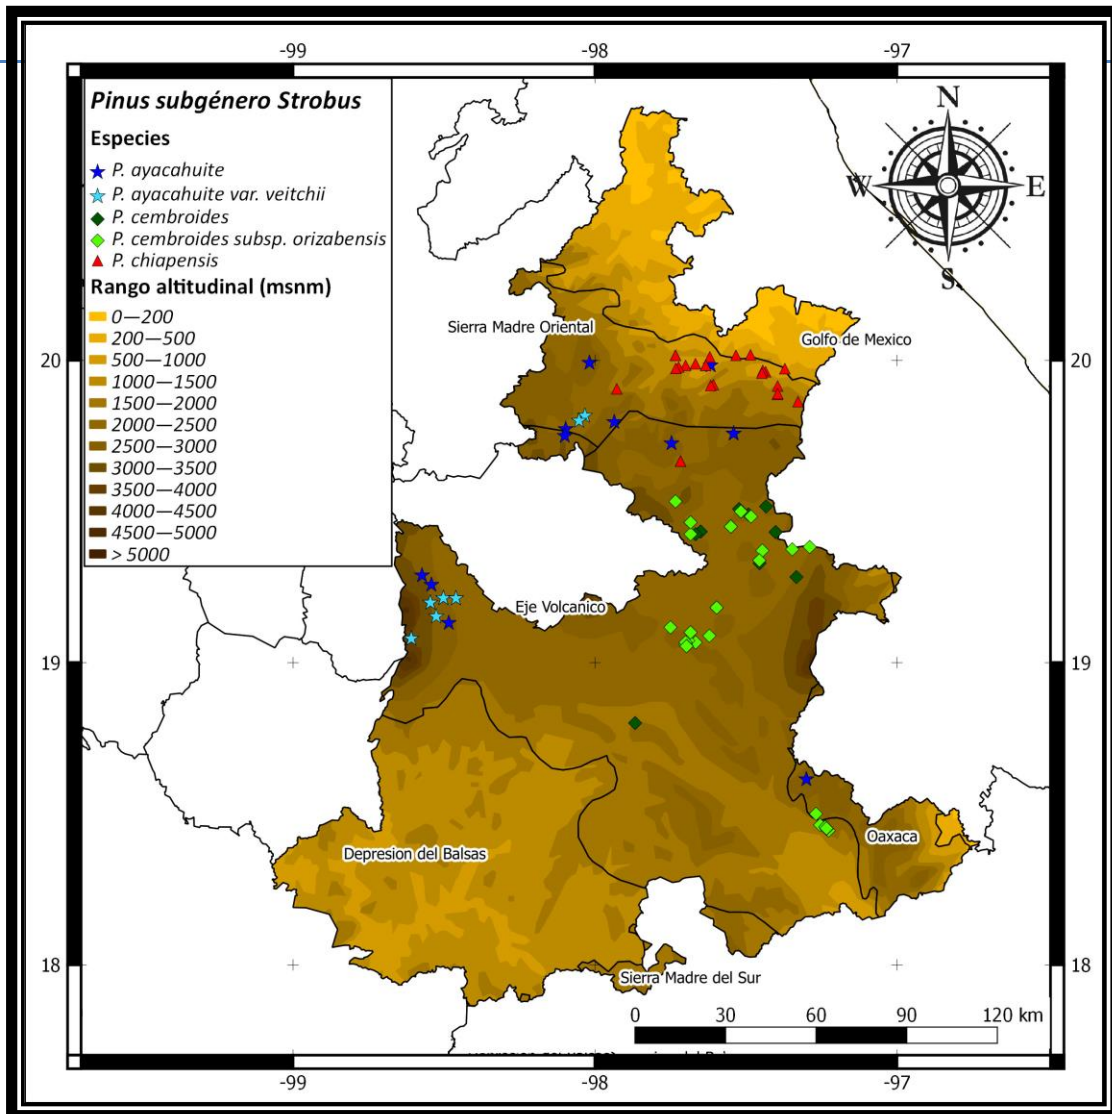 -99 -98 -97
Pinus subgénero Strobus
Especies
P. ayacahuite
P. ayacahuite var. veitchii
P. cembroides
P. cembroides subsp. orizabensis
P. chiapensis
Rango altitudinal (msnm)
0—200
200—500
500—1000
1000—1500
1500—2000
2000—2500
2500—3000
3000—3500
3500—4000
4000—4500
4500—5000
> 5000
N
W E
S
Sierra Madre Oriental
Golfo de Mexico
20 20
Eje Volcanico
19 19
Oaxaca
Depresion del Balsas
18 18
Sierra Madre del Sur
0 30 60 90 120 km
-99 -98 -97